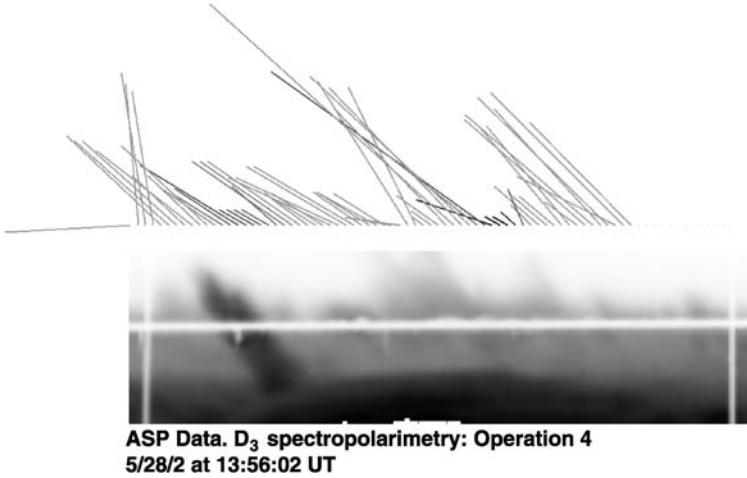 ASP Data. D₃ spectropolarimetry: Operation 4
5/28/2 at 13:56:02 UT